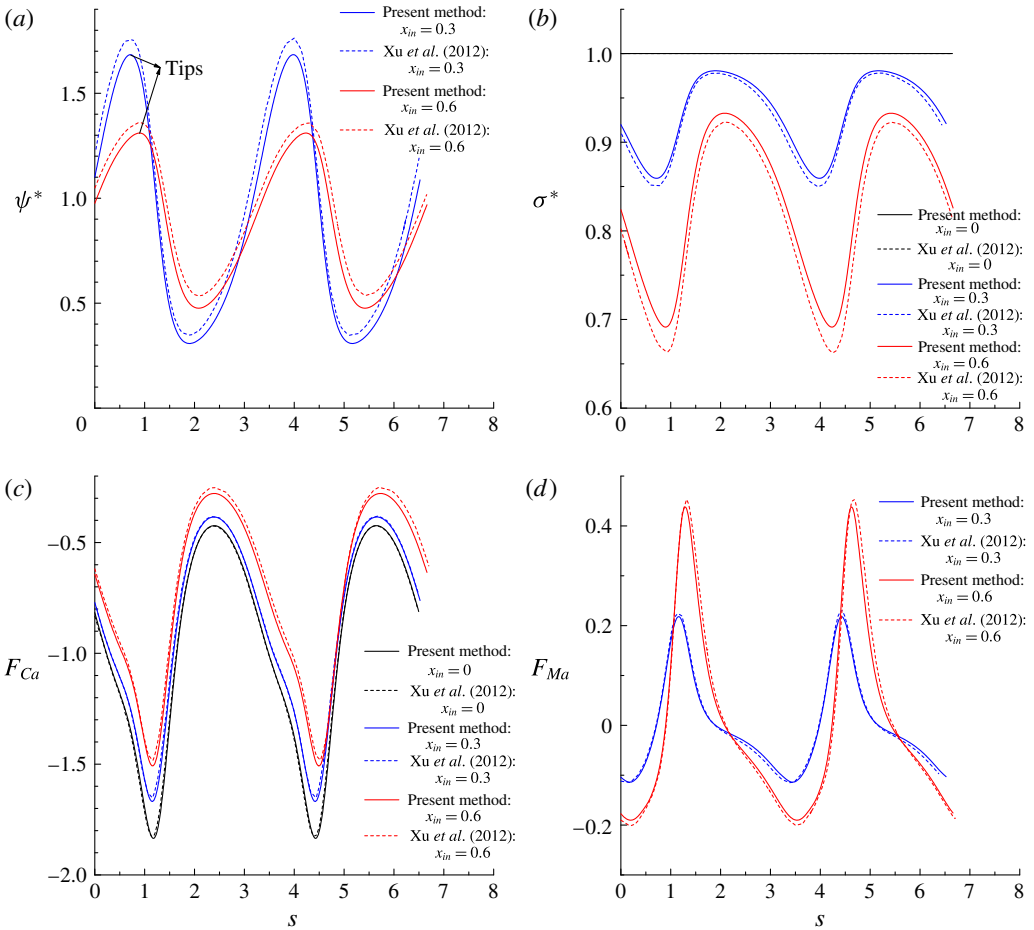 (a)
Present method:
x_in = 0.3
Xu et al. (2012):
x_in = 0.3
Present method:
x_in = 0.6
Xu et al. (2012):
x_in = 0.6
Tips
ψ*
1.5
1.0
0.5
0
0 1 2 3 4 5 6 7 8
(b)
σ*
1.0
0.9
0.8
0.7
0.6
0 1 2 3 4 5 6 7 8
Present method:
x_in = 0
Xu et al. (2012):
x_in = 0
Present method:
x_in = 0.3
Xu et al. (2012):
x_in = 0.3
Present method:
x_in = 0.6
Xu et al. (2012):
x_in = 0.6
(c)
F_Ca
−0.5
−1.0
−1.5
−2.0
0 1 2 3 4 5 6 7 8
s
Present method:
x_in = 0
Xu et al. (2012):
x_in = 0
Present method:
x_in = 0.3
Xu et al. (2012):
x_in = 0.3
Present method:
x_in = 0.6
Xu et al. (2012):
x_in = 0.6
(d)
F_Ma
0.4
0.2
0
−0.2
0 1 2 3 4 5 6 7 8
s
Present method:
x_in = 0.3
Xu et al. (2012):
x_in = 0.3
Present method:
x_in = 0.6
Xu et al. (2012):
x_in = 0.6